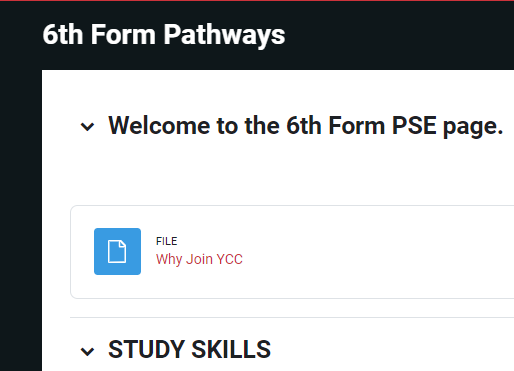 6th Form Pathways
Welcome to the 6th Form PSE page.
FILE
Why Join YCC
STUDY SKILLS